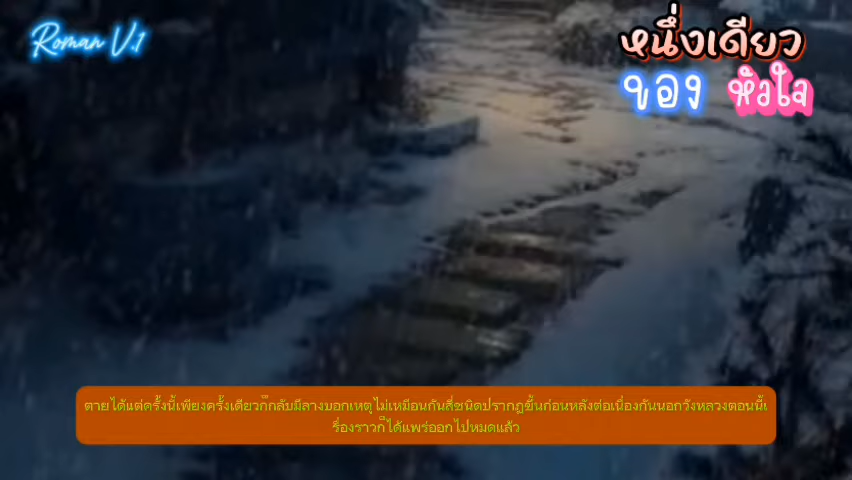 Roman V.1
หนึ่งเดียว
ของ หัวใจ
ตายได้แต่ครั้งนี้เพียงครั้งเดียวก็กลับมีลางบอกเหตุไม่เหมือนกันสี่ชนิดปรากฏขึ้นก่อนหลังต่อเนื่องกันนอกวังหลวงตอนนี้เ
รื่องราวก็ได้แพร่ออกไปหมดแล้ว